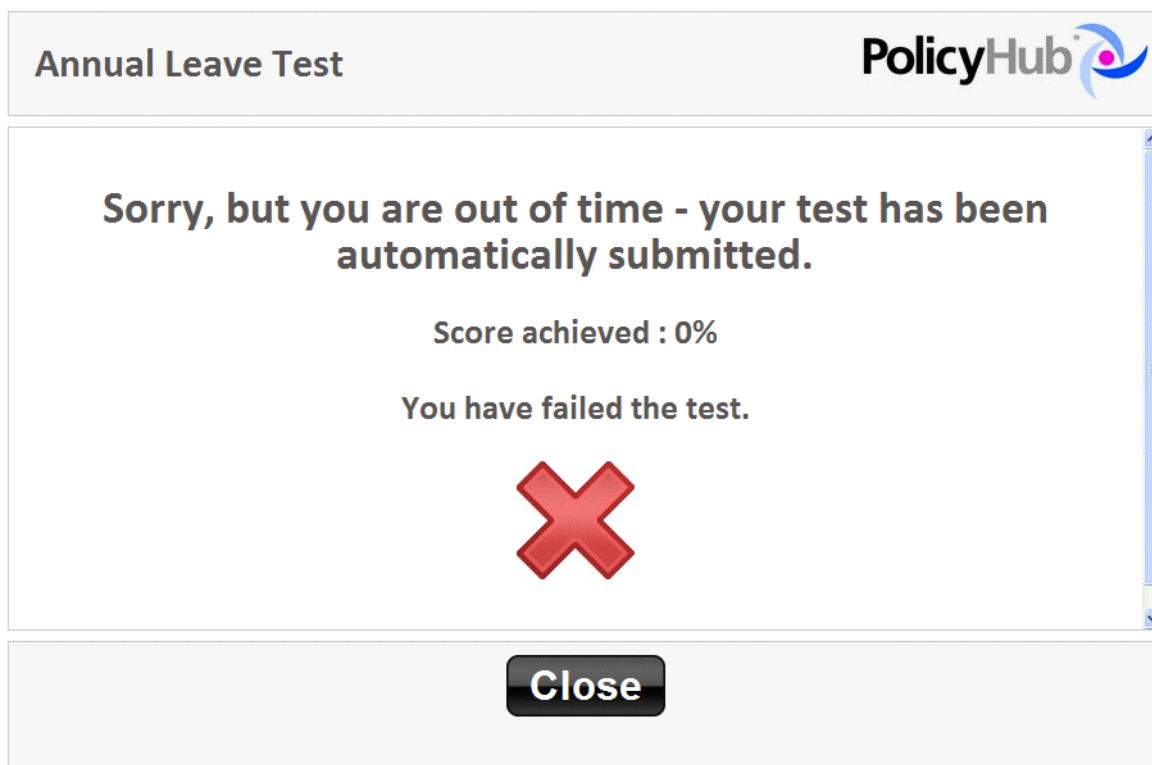 Annual Leave Test
PolicyHub
Sorry, but you are out of time - your test has been
automatically submitted.
Score achieved : 0%
You have failed the test.
Close